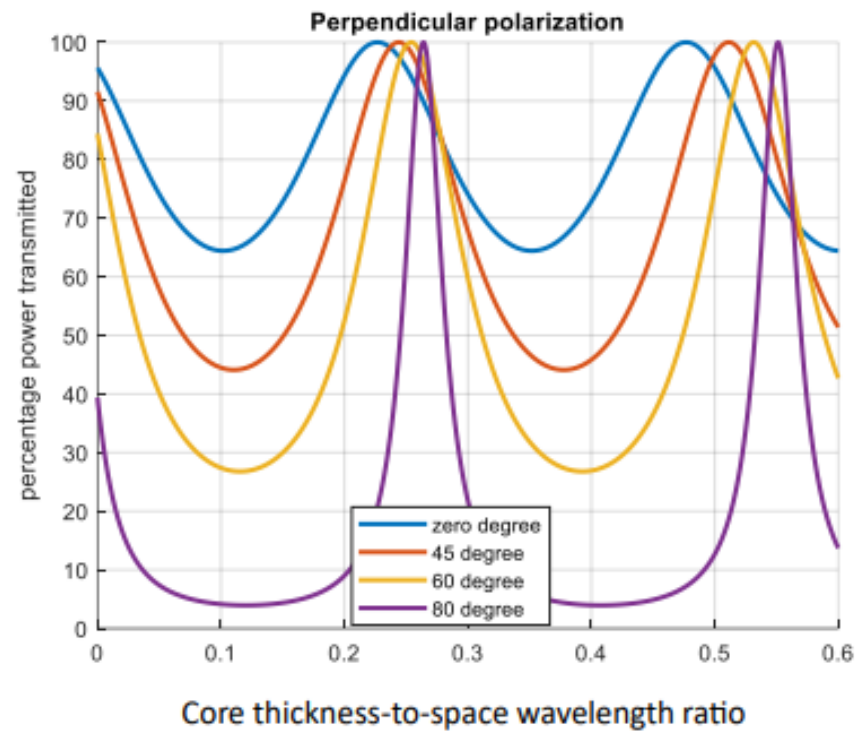 Perpendicular polarization
percentage power transmitted
100
90
80
70
60
50
40
30
20
10
0
zero degree
45 degree
60 degree
80 degree
0 0.1 0.2 0.3 0.4 0.5 0.6
Core thickness-to-space wavelength ratio